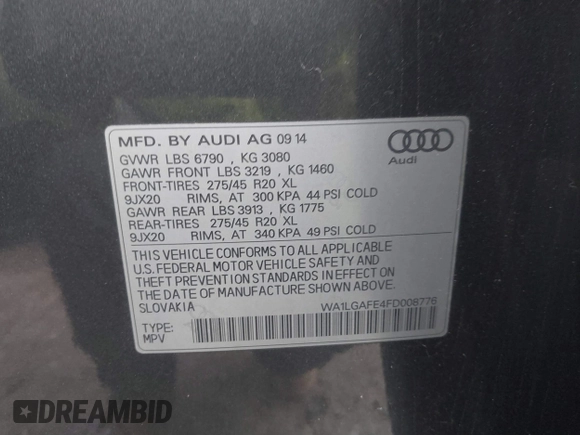 MFD. BY AUDI AG 09 14
GVWR LBS 6790 , KG 3080
GAWR FRONT LBS 3219 , KG 1460
FRONT-TIRES 275/45 R20 XL
9JX20 RIMS, AT 300 KPA 44 PSI COLD
GAWR REAR LBS 3913 , KG 1775
REAR-TIRES 275/45 R20 XL
9JX20 RIMS, AT 340 KPA 49 PSI COLD
Audi
THIS VEHICLE CONFORMS TO ALL APPLICABLE
U.S. FEDERAL MOTOR VEHICLE SAFETY AND
THEFT PREVENTION STANDARDS IN EFFECT ON
THE DATE OF MANUFACTURE SHOWN ABOVE.
SLOVAKIA
WA1LGAFE4FD008776
TYPE:
MPV
DREAMBID